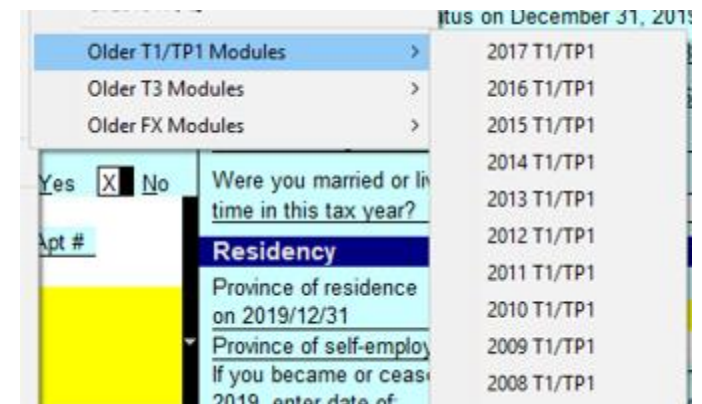 tus on December 31, 2019
Older T1/TP1 Modules >
Older T3 Modules >
Older FX Modules >
2017 T1/TP1
2016 T1/TP1
2015 T1/TP1
2014 T1/TP1
2013 T1/TP1
2012 T1/TP1
2011 T1/TP1
2010 T1/TP1
2009 T1/TP1
2008 T1/TP1
Yes X No
Apt #
Were you married or li
time in this tax year?
Residency
Province of residence
on 2019/12/31
Province of self-employ
If you became or ceas
2019, enter date of: